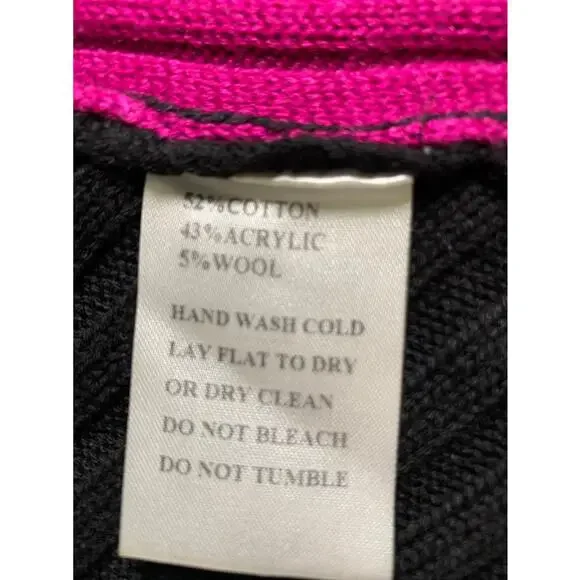 52%COTTON
43%ACRYLIC
5%WOOL
HAND WASH COLD
LAY FLAT TO DRY
OR DRY CLEAN
DO NOT BLEACH
DO NOT TUMBLE